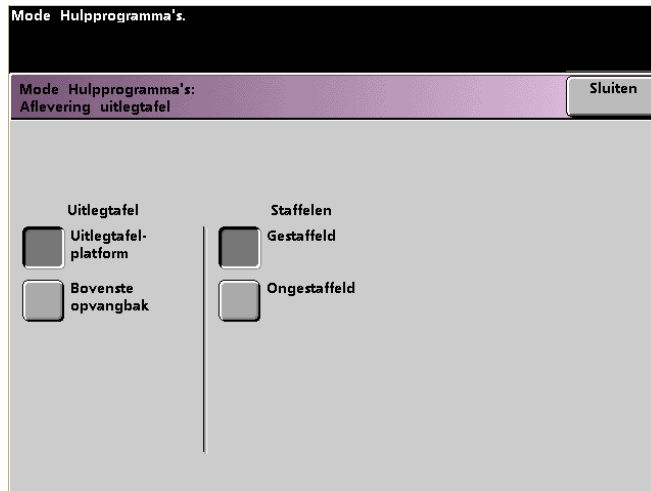 Mode Hulpprogramma's.
Mode Hulpprogramma's:
Aflevering uitlegtafel
Sluiten
Uitlegtafel
Uitlegtafel-
platform
Bovenste
opvangbak
Staffelen
Gestaffeld
Ongestaffeld